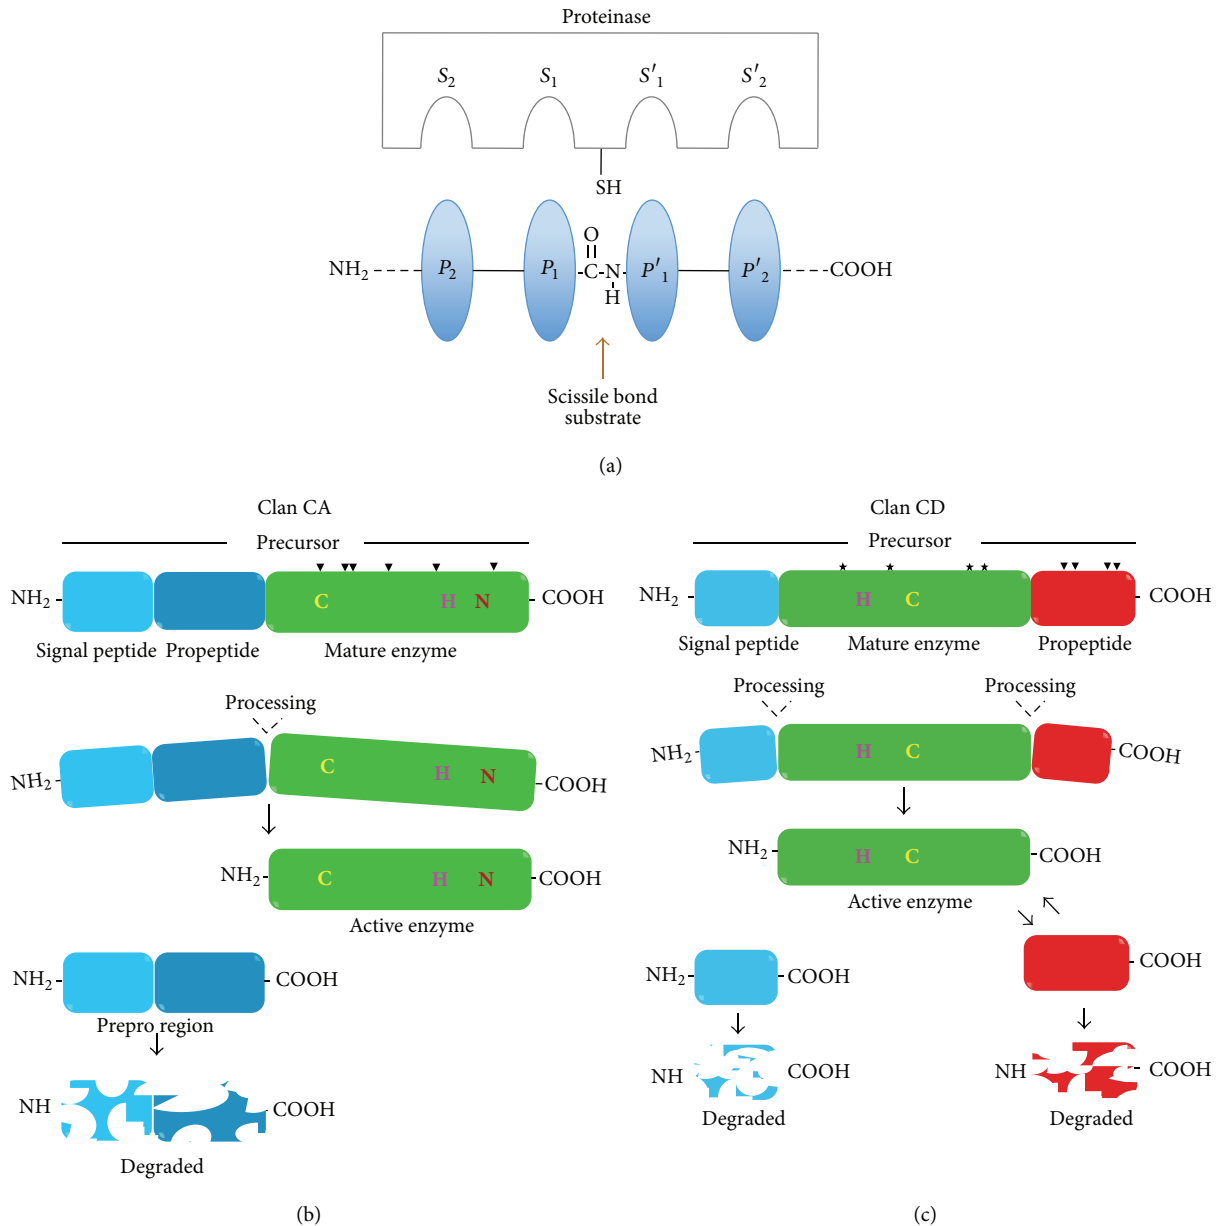 Proteinase
S2 S1 S′1 S′2
SH
O
NH2 P2 P1 C N P′1 P′2 COOH
H
Scissile bond
substrate
(a)
Clan CA
Precursor
NH2 C H N COOH
Signal peptide Propeptide Mature enzyme
Processing
NH2 C H N COOH
NH2 C H N COOH
Active enzyme
NH2 COOH
Prepro region
NH COOH
Degraded
(b)
Clan CD
Precursor
NH2 H C COOH
Signal peptide Mature enzyme Propeptide
Processing Processing
NH2 H C COOH
NH2 H C COOH
Active enzyme
NH2 COOH COOH
NH COOH NH COOH
Degraded Degraded
(c)